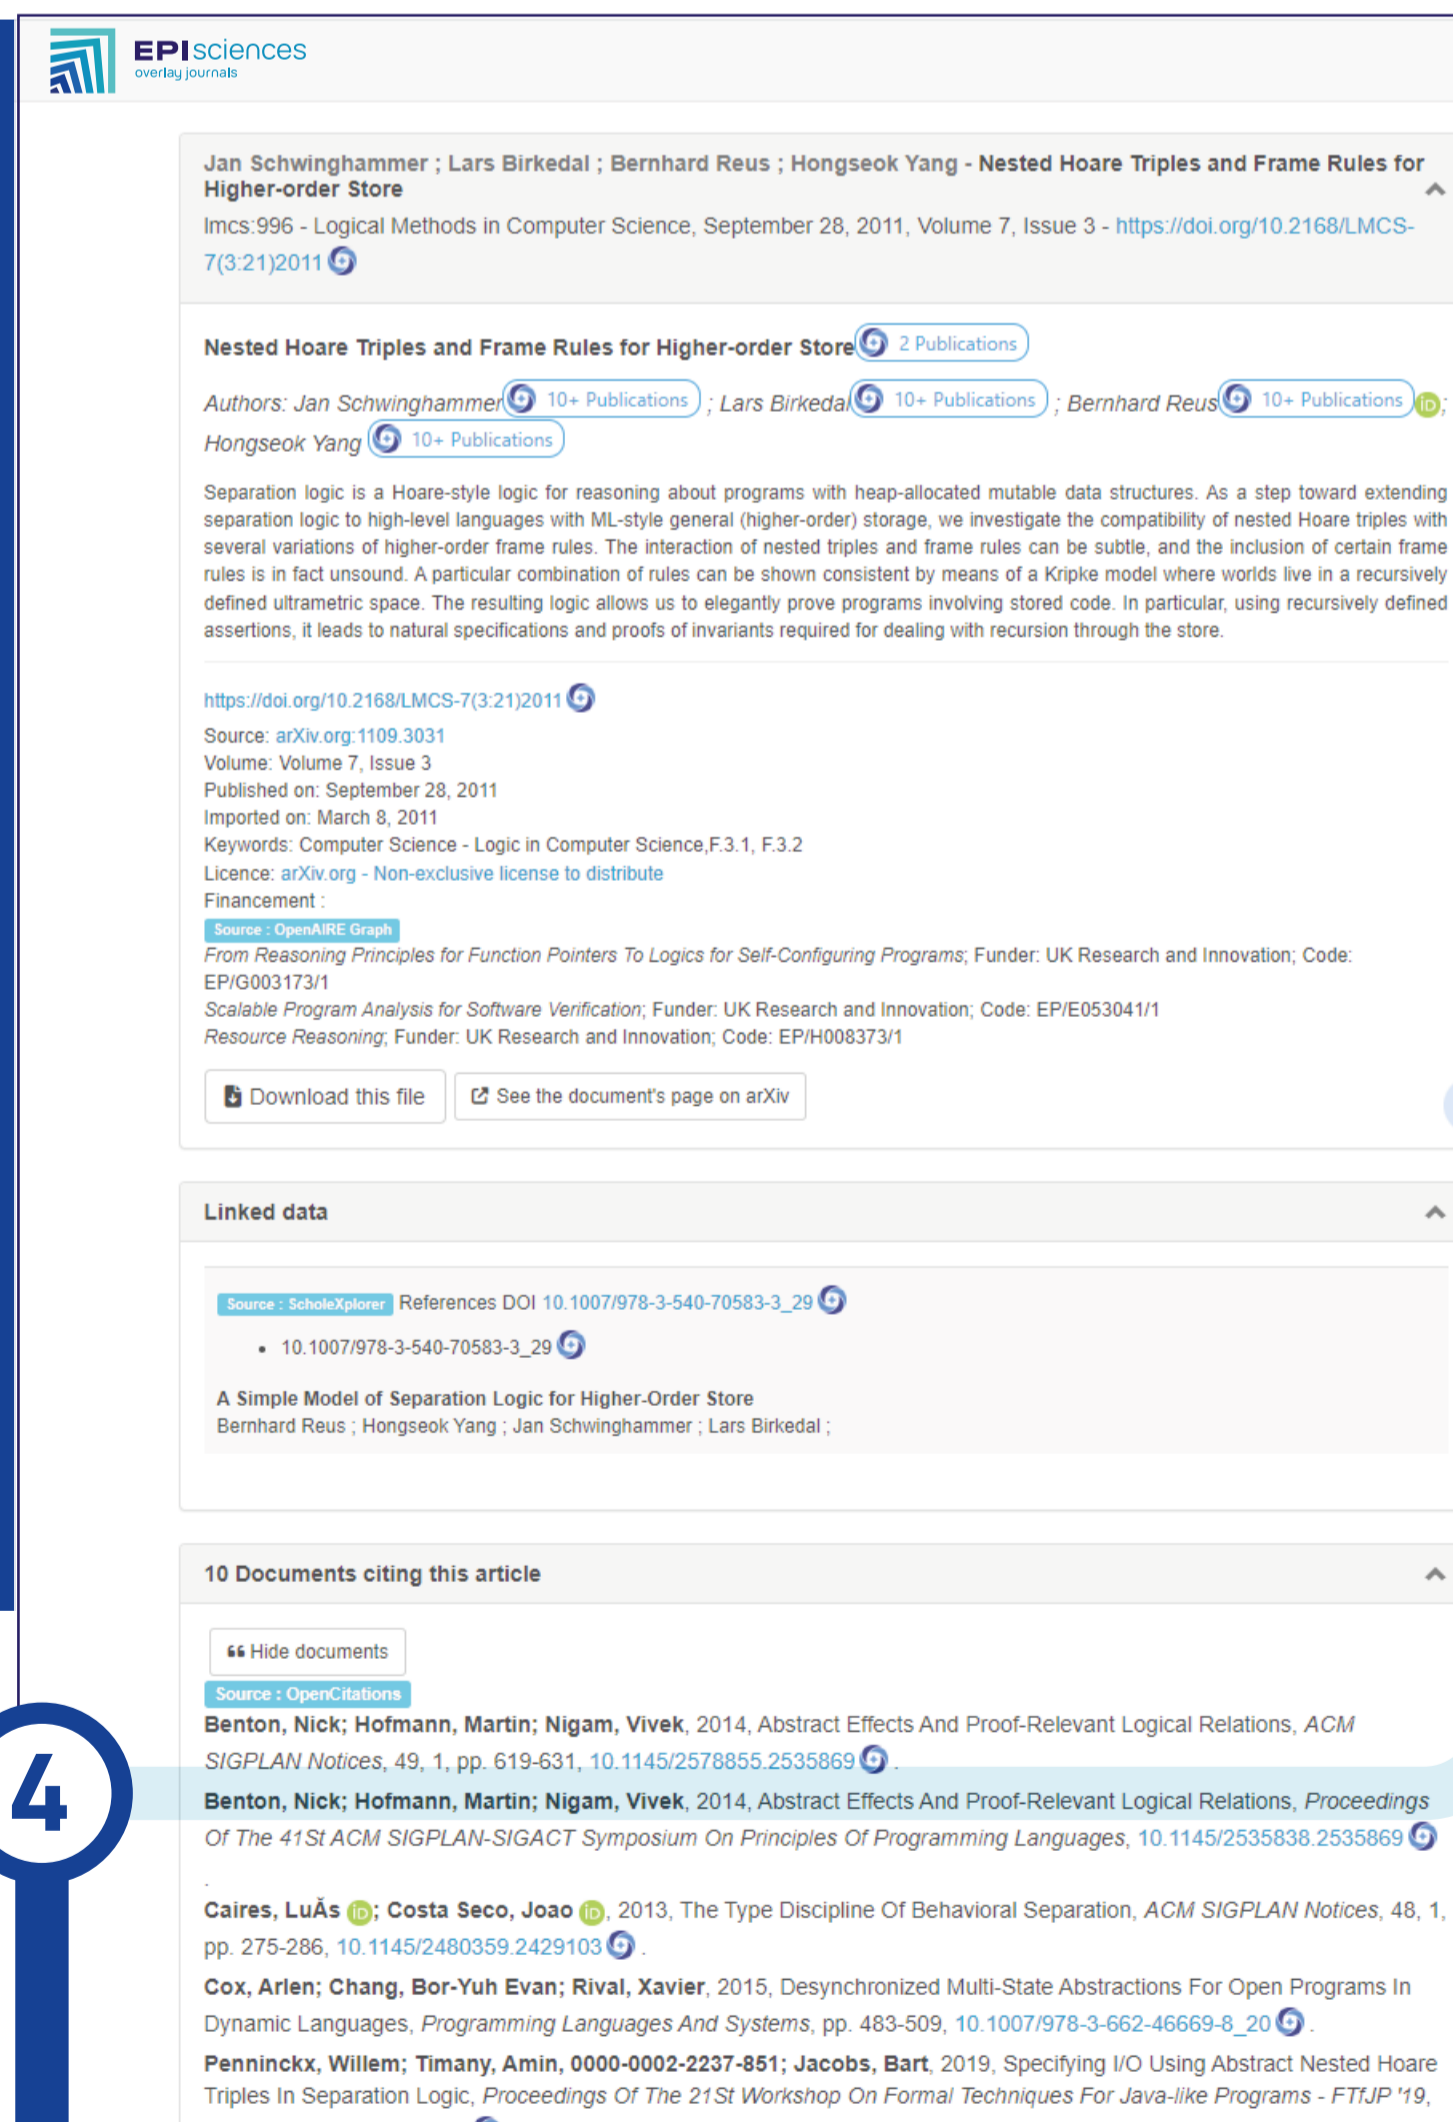 EPIsciences
overlay journals
Jan Schwinghammer ; Lars Birkedal ; Bernhard Reus ; Hongseok Yang - Nested Hoare Triples and Frame Rules for
Higher-order Store
lmcs:996 - Logical Methods in Computer Science, September 28, 2011, Volume 7, Issue 3 - https://doi.org/10.2168/LMCS-
7(3:21)2011
Nested Hoare Triples and Frame Rules for Higher-order Store 2 Publications
Authors: Jan Schwinghammer 10+ Publications ; Lars Birkedal 10+ Publications ; Bernhard Reus 10+ Publications iD ;
Hongseok Yang 10+ Publications
Separation logic is a Hoare-style logic for reasoning about programs with heap-allocated mutable data structures. As a step toward extending
separation logic to high-level languages with ML-style general (higher-order) storage, we investigate the compatibility of nested Hoare triples with
several variations of higher-order frame rules. The interaction of nested triples and frame rules can be subtle, and the inclusion of certain frame
rules is in fact unsound. A particular combination of rules can be shown consistent by means of a Kripke model where worlds live in a recursively
defined ultrametric space. The resulting logic allows us to elegantly prove programs involving stored code. In particular, using recursively defined
assertions, it leads to natural specifications and proofs of invariants required for dealing with recursion through the store.
https://doi.org/10.2168/LMCS-7(3:21)2011
Source: arXiv.org:1109.3031
Volume: Volume 7, Issue 3
Published on: September 28, 2011
Imported on: March 8, 2011
Keywords: Computer Science - Logic in Computer Science,F.3.1, F.3.2
Licence: arXiv.org - Non-exclusive license to distribute
Financement :
Source : OpenAIRE Graph
From Reasoning Principles for Function Pointers To Logics for Self-Configuring Programs; Funder: UK Research and Innovation; Code:
EP/G003173/1
Scalable Program Analysis for Software Verification; Funder: UK Research and Innovation; Code: EP/E053041/1
Resource Reasoning; Funder: UK Research and Innovation; Code: EP/H008373/1
Download this file See the document's page on arXiv
Linked data
Source : ScholeXplorer References DOI 10.1007/978-3-540-70583-3_29
• 10.1007/978-3-540-70583-3_29
A Simple Model of Separation Logic for Higher-Order Store
Bernhard Reus ; Hongseok Yang ; Jan Schwinghammer ; Lars Birkedal ;
10 Documents citing this article
Hide documents
Source : OpenCitations
Benton, Nick; Hofmann, Martin; Nigam, Vivek, 2014, Abstract Effects And Proof-Relevant Logical Relations, ACM
SIGPLAN Notices, 49, 1, pp. 619-631, 10.1145/2578855.2535869 .
4
Benton, Nick; Hofmann, Martin; Nigam, Vivek, 2014, Abstract Effects And Proof-Relevant Logical Relations, Proceedings
Of The 41St ACM SIGPLAN-SIGACT Symposium On Principles Of Programming Languages, 10.1145/2535838.2535869
.
Caires, LuÃs iD; Costa Seco, Joao iD, 2013, The Type Discipline Of Behavioral Separation, ACM SIGPLAN Notices, 48, 1,
pp. 275-286, 10.1145/2480359.2429103 .
Cox, Arlen; Chang, Bor-Yuh Evan; Rival, Xavier, 2015, Desynchronized Multi-State Abstractions For Open Programs In
Dynamic Languages, Programming Languages And Systems, pp. 483-509, 10.1007/978-3-662-46669-8_20 .
Penninckx, Willem; Timany, Amin, 0000-0002-2237-851; Jacobs, Bart, 2019, Specifying I/O Using Abstract Nested Hoare
Triples In Separation Logic, Proceedings Of The 21St Workshop On Formal Techniques For Java-like Programs - FTfJP '19,